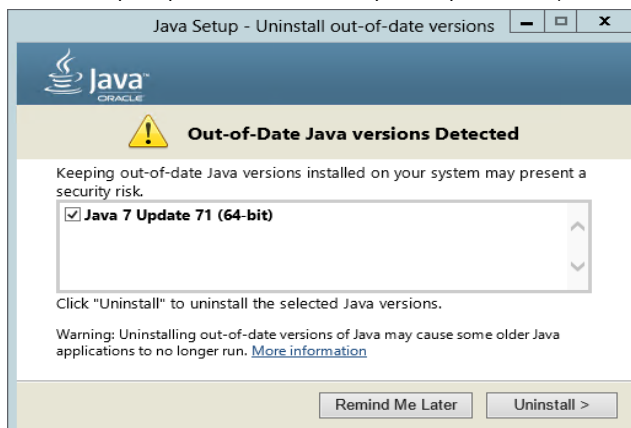 Java Setup - Uninstall out-of-date versions
Java™
ORACLE
Out-of-Date Java versions Detected
Keeping out-of-date Java versions installed on your system may present a
security risk.
Java 7 Update 71 (64-bit)
Click "Uninstall" to uninstall the selected Java versions.
Warning: Uninstalling out-of-date versions of Java may cause some older Java
applications to no longer run. More information
Remind Me Later
Uninstall >